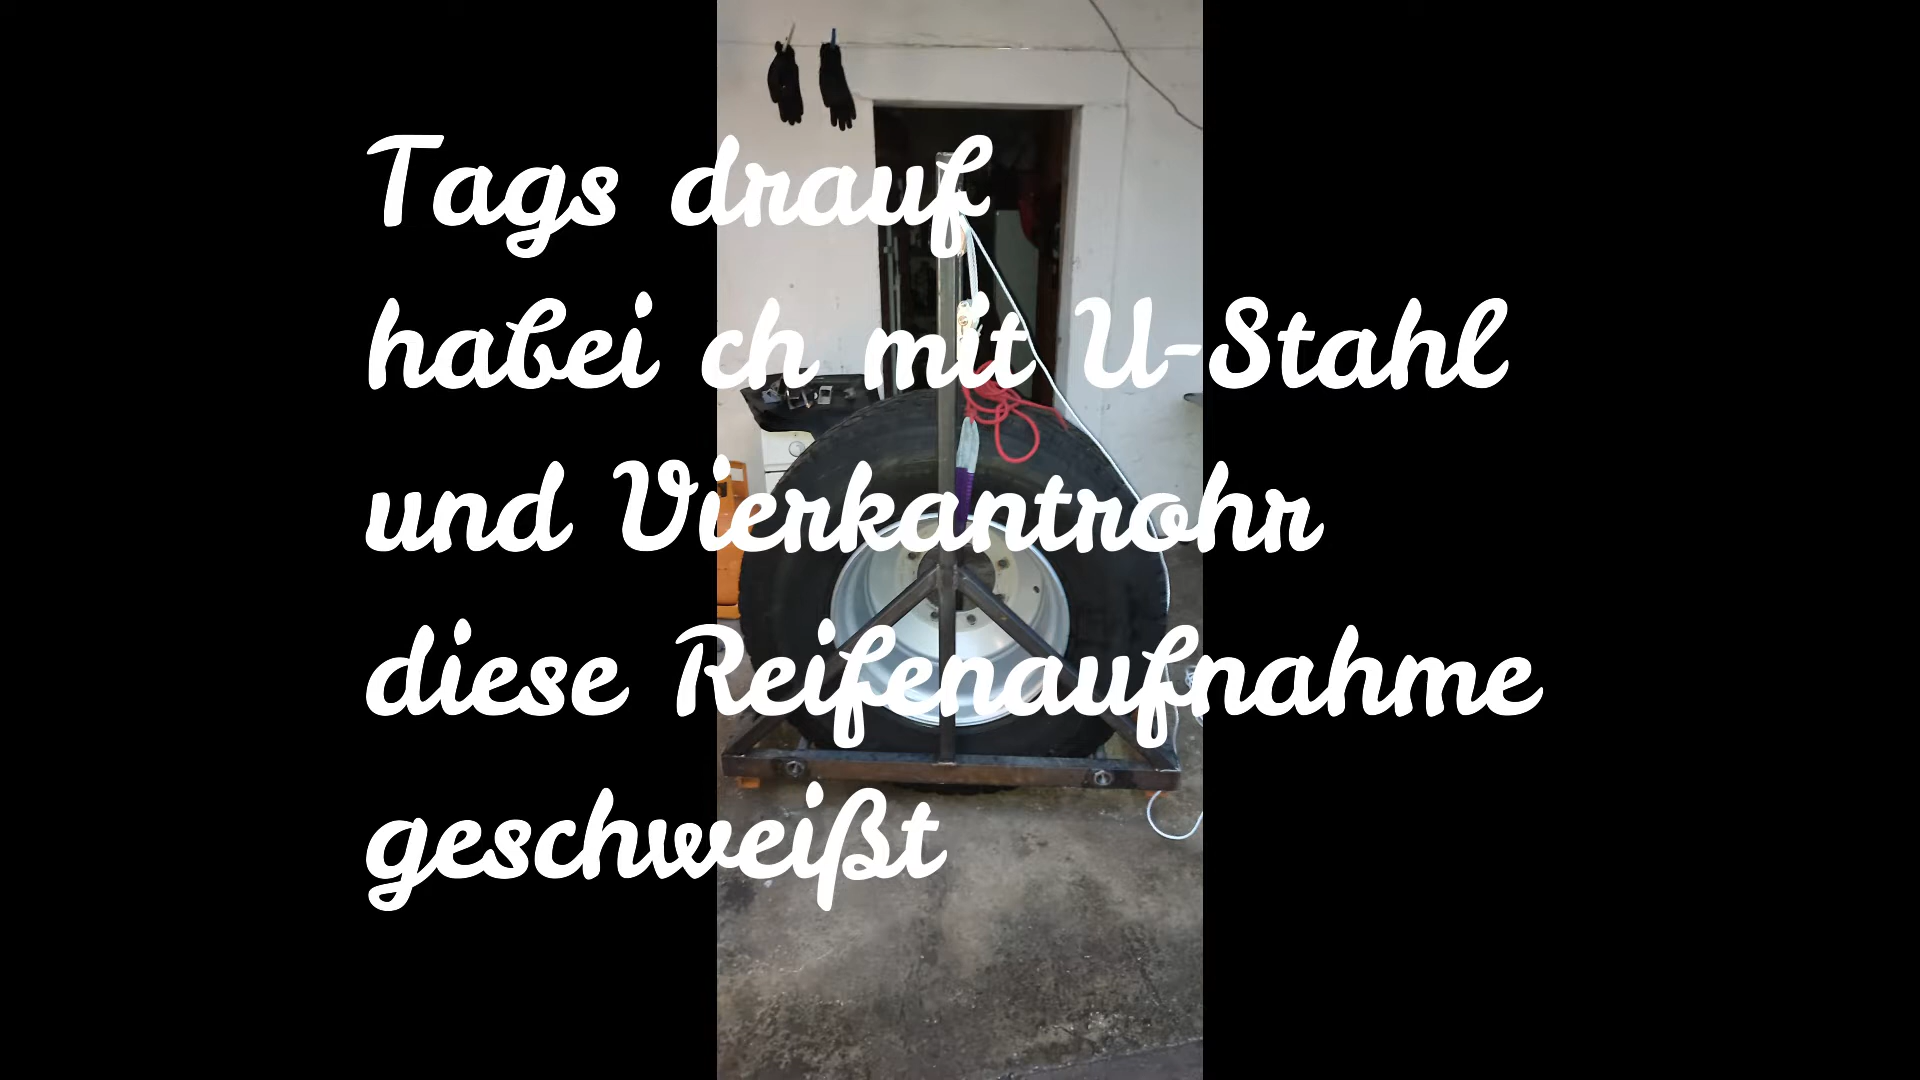 Tags drauf
habei ch mit U-Stahl
und Vierkantrohr
diese Reifenaufnahme
geschweißt